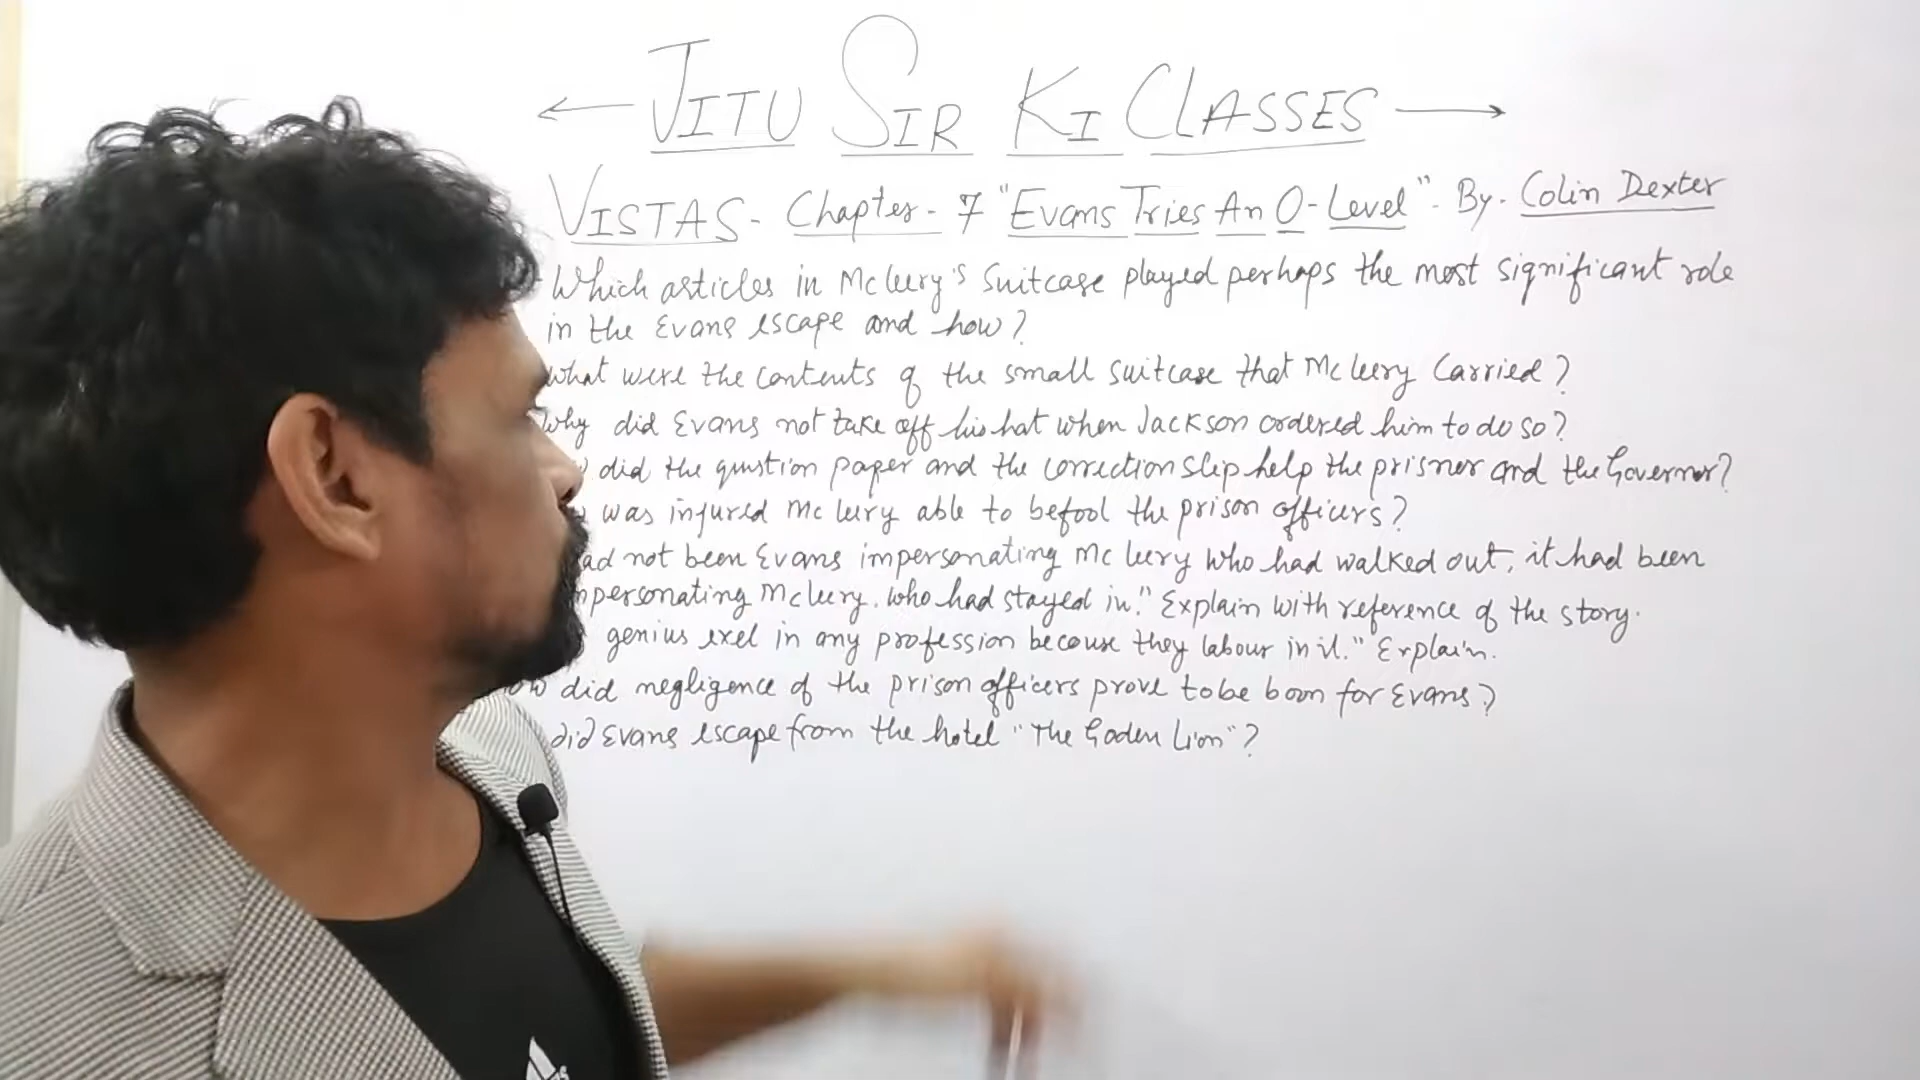 JITU SIR KI CLASSES
VISTAS - Chapter - 7 "Evans Tries An O-Level". By. Colin Dexter
Which articles in Mcleery's Suitcase played perhaps the most significant role
in the Evans escape and how?
what were the contents of the small suitcase that Mc leery Carried?
Why did Evans not take off his hat when Jackson ordered him to do so?
did the qustion paper and the correction slip help the prisner and the Governor?
was injured Mc leery able to befool the prison officers?
not been Evans impersonating Mc leery who had walked out, it had been
Mcleery. who had stayed in." Explain with reference of the story.
genius exel in any profession because they labour in it." Explain.
did negligence of the prison officers prove to be boon for Evans?
did Evans escape from the hotel "The Goden Lion"?